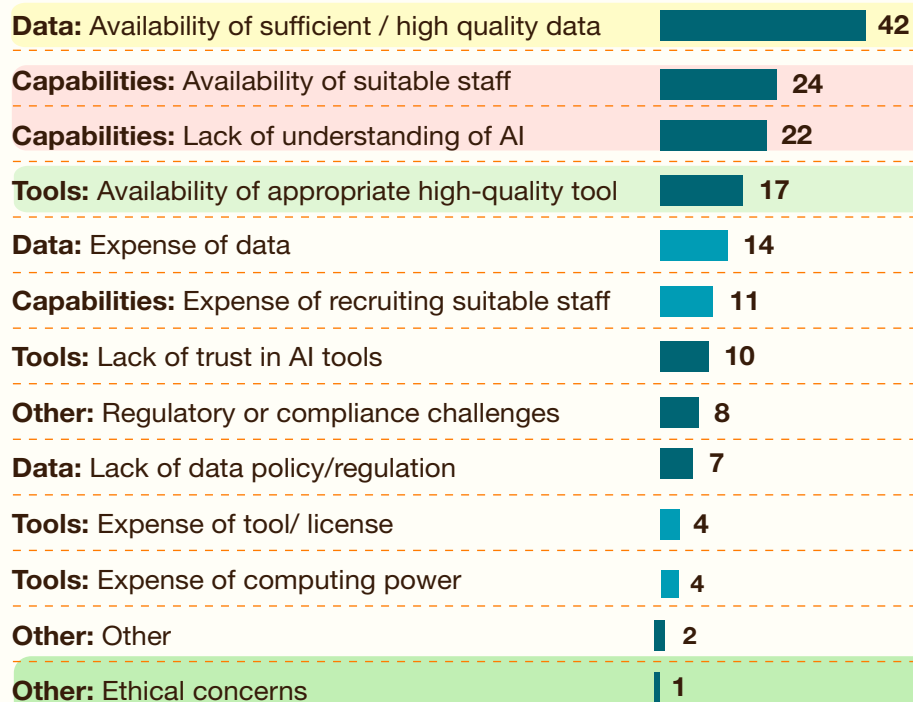 Data: Availability of sufficient / high quality data 42
Capabilities: Availability of suitable staff 24
Capabilities: Lack of understanding of AI 22
Tools: Availability of appropriate high-quality tool 17
Data: Expense of data 14
Capabilities: Expense of recruiting suitable staff 11
Tools: Lack of trust in AI tools 10
Other: Regulatory or compliance challenges 8
Data: Lack of data policy/regulation 7
Tools: Expense of tool/ license 4
Tools: Expense of computing power 4
Other: Other 2
Other: Ethical concerns 1